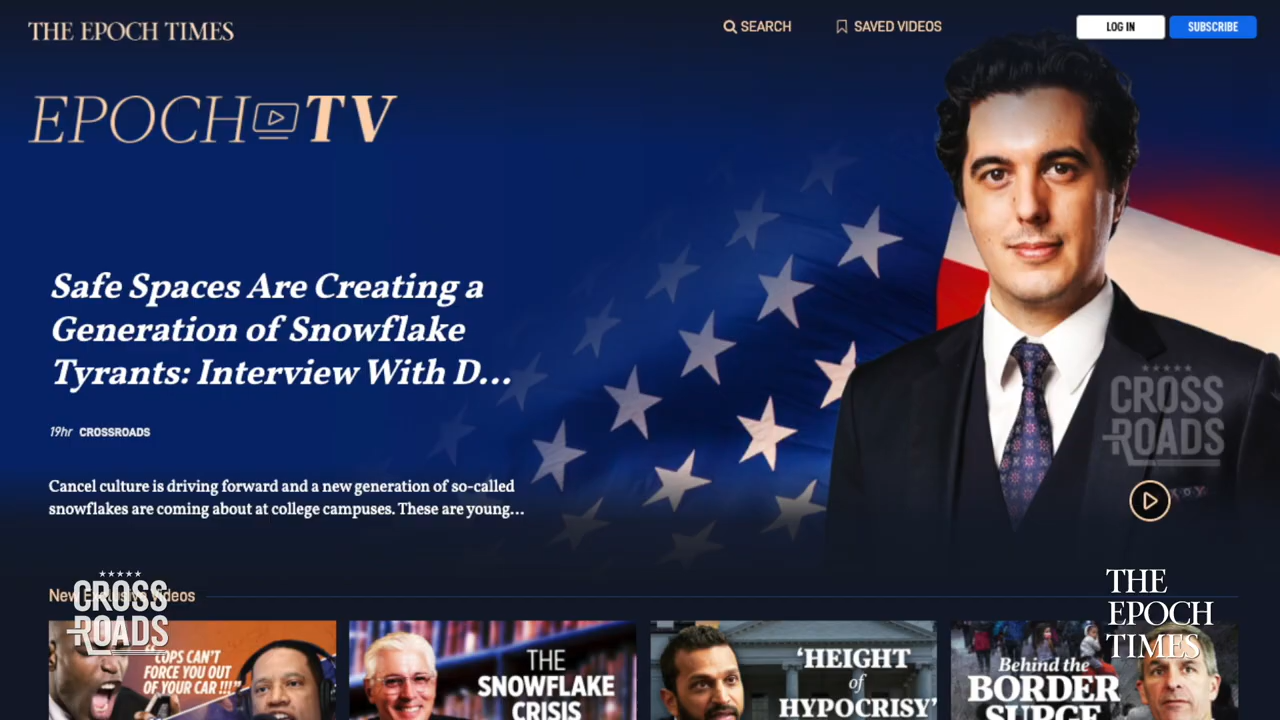 THE EPOCH TIMES
SEARCH
SAVED VIDEOS
LOG IN
SUBSCRIBE
EPOCH TV
Safe Spaces Are Creating a
Generation of Snowflake
Tyrants: Interview With D...
19hr CROSSROADS
Cancel culture is driving forward and a new generation of so-called
snowflakes are coming about at college campuses. These are young...
CROSS
ROADS
New Exclusive Videos
CROSS
ROADS
THE
EPOCH
TIMES
"COPS CAN'T
FORCE YOU OUT
OF YOUR CAR !!!"
THE
SNOWFLAKE
CRISIS
'HEIGHT
of
HYPOCRISY'
Behind the
BORDER
SURGE